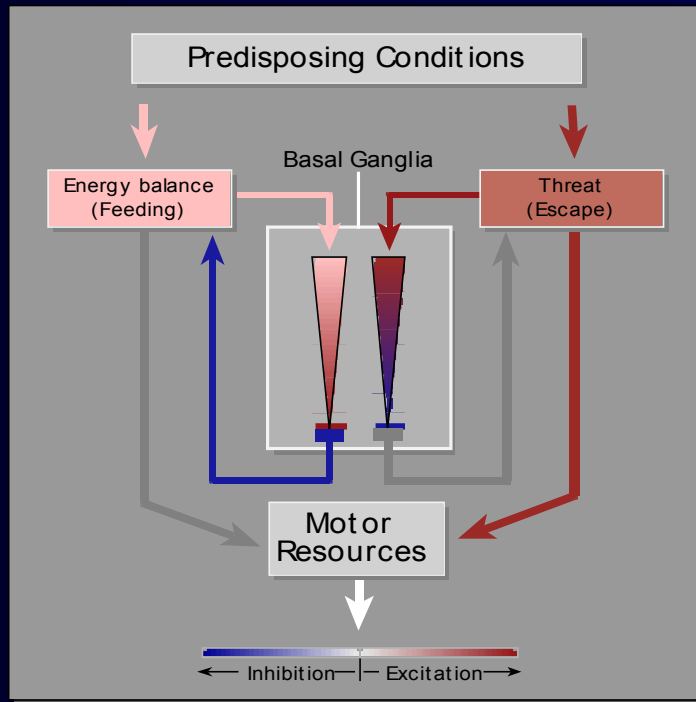 Predisposing Conditions
Basal Ganglia
Energy balance
(Feeding)
Threat
(Escape)
Motor
Resources
Inhibition
Excitation